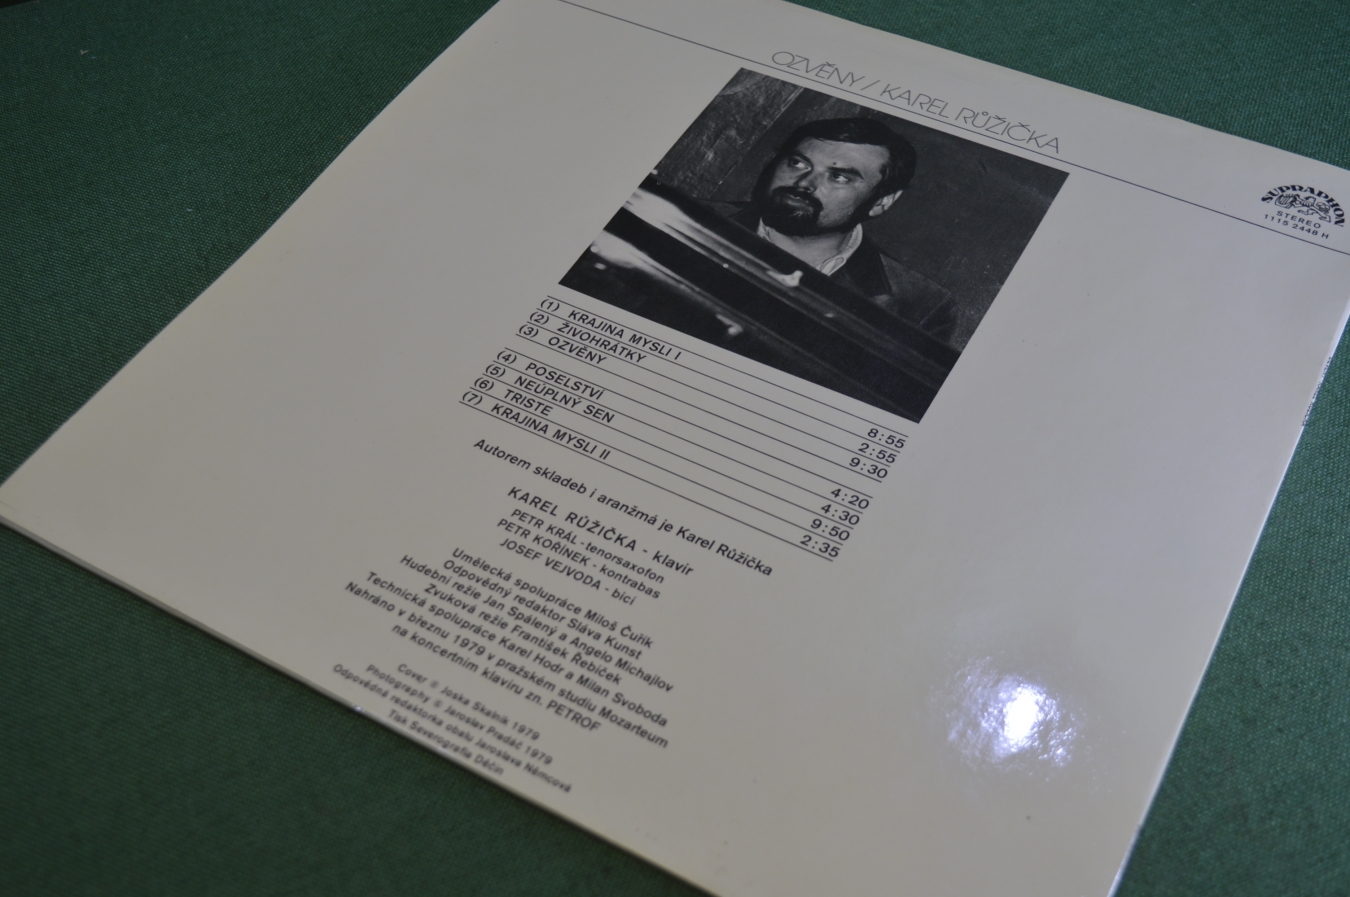 OZVĚNY / KAREL RŮŽIČKA
SUPRAPHON
STEREO
1115 2448 H
(1) KRAJINA MYSLI I 8:55
(2) ŽIVOHRÁTKY 2:55
(3) OZVĚNY 9:30
(4) POSELSTVÍ 4:20
(5) NEÚPLNÝ SEN 4:30
(6) TRISTE 9:50
(7) KRAJINA MYSLI II 2:35
Autorem skladeb i aranžmá je Karel Růžička
KAREL RŮŽIČKA - klavír
PETR KRÁL - tenorsaxofon
PETR KOŘÍNEK - kontrabas
JOSEF VEJVODA - bicí
Umělecká spolupráce Miloš Čuřík
Odpovědný redaktor Sláva Kunst
Hudební režie Jan Spálený a Angelo Michajlov
Zvuková režie František Řebíček
Technická spolupráce Karel Hodr a Milan Svoboda
Nahráno v březnu 1979 v pražském studiu Mozarteum
na koncertním klavíru zn. PETROF
Cover © Joska Skalník 1979
Photography © Jaroslav Pradáč 1979
Odpovědná redaktorka obalu Jaroslava Němcová
Tisk Severografia Děčín